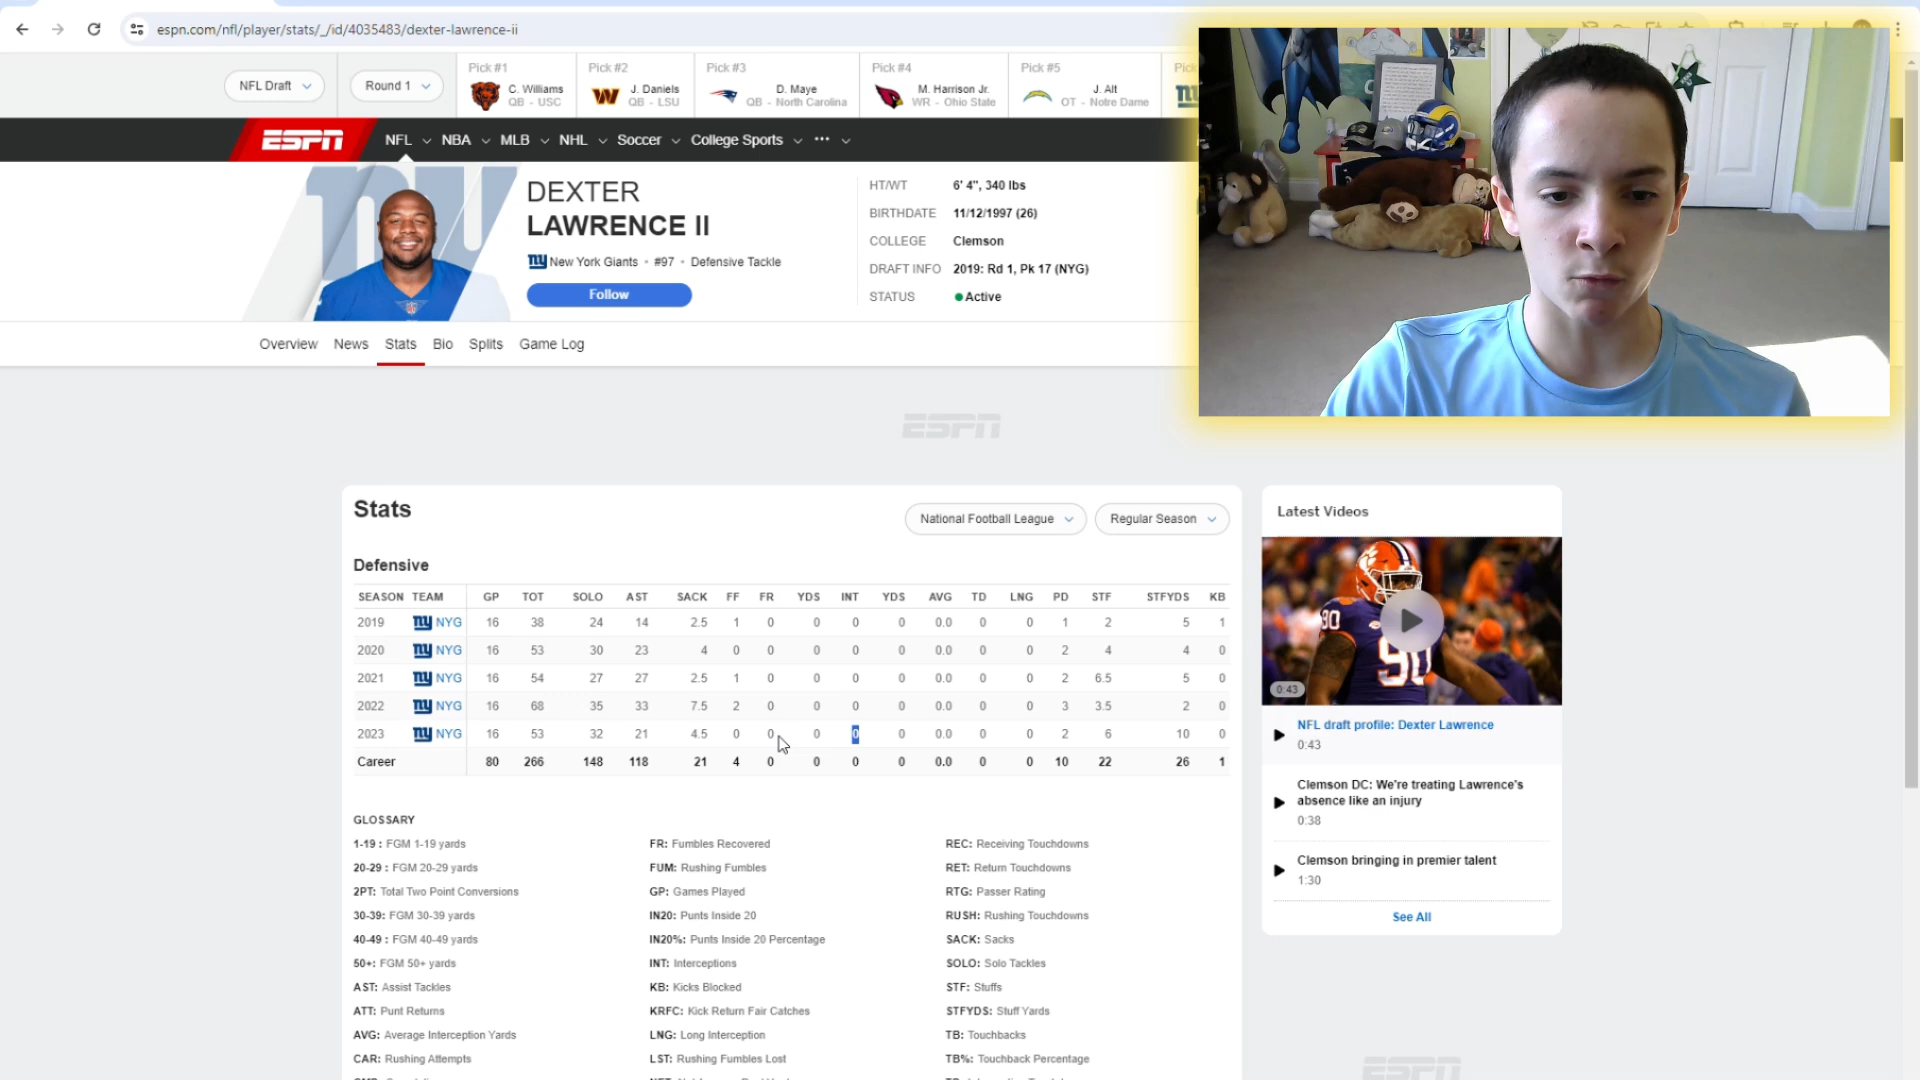 espn.com/nfl/player/stats/_/id/4035483/dexter-lawrence-ii
NFL Draft
Round 1
Pick #1
C. Williams
QB - USC
Pick #2
J. Daniels
QB - LSU
Pick #3
D. Maye
QB - North Carolina
Pick #4
M. Harrison Jr.
WR - Ohio State
Pick #5
J. Alt
OT - Notre Dame
ESPN NFL NBA MLB NHL Soccer College Sports •••
DEXTER
LAWRENCE II
ny New York Giants • #97 • Defensive Tackle
Follow
HT/WT 6' 4", 340 lbs
BIRTHDATE 11/12/1997 (26)
COLLEGE Clemson
DRAFT INFO 2019: Rd 1, Pk 17 (NYG)
STATUS Active
Overview News Stats Bio Splits Game Log
ESPN
Stats
National Football League Regular Season
Defensive
SEASON TEAM GP TOT SOLO AST SACK FF FR YDS INT YDS AVG TD LNG PD STF STFYDS KB
2019 ny NYG 16 38 24 14 2.5 1 0 0 0 0 0.0 0 0 1 2 5 1
2020 ny NYG 16 53 30 23 4 0 0 0 0 0 0.0 0 0 2 4 4 0
2021 ny NYG 16 54 27 27 2.5 1 0 0 0 0 0.0 0 0 2 6.5 5 0
2022 ny NYG 16 68 35 33 7.5 2 0 0 0 0 0.0 0 0 3 3.5 2 0
2023 ny NYG 16 53 32 21 4.5 0 0 0 0 0 0.0 0 0 2 6 10 0
Career 80 266 148 118 21 4 0 0 0 0 0.0 0 0 10 22 26 1
GLOSSARY
1-19 : FGM 1-19 yards
20-29 : FGM 20-29 yards
2PT: Total Two Point Conversions
30-39: FGM 30-39 yards
40-49 : FGM 40-49 yards
50+: FGM 50+ yards
AST: Assist Tackles
ATT: Punt Returns
AVG: Average Interception Yards
CAR: Rushing Attempts
FR: Fumbles Recovered
FUM: Rushing Fumbles
GP: Games Played
IN20: Punts Inside 20
IN20%: Punts Inside 20 Percentage
INT: Interceptions
KB: Kicks Blocked
KRFC: Kick Return Fair Catches
LNG: Long Interception
LST: Rushing Fumbles Lost
REC: Receiving Touchdowns
RET: Return Touchdowns
RTG: Passer Rating
RUSH: Rushing Touchdowns
SACK: Sacks
SOLO: Solo Tackles
STF: Stuffs
STFYDS: Stuff Yards
TB: Touchbacks
TB%: Touchback Percentage
Latest Videos
90
90
0:43
NFL draft profile: Dexter Lawrence
0:43
Clemson DC: We're treating Lawrence's
absence like an injury
0:38
Clemson bringing in premier talent
1:30
See All
ESPN